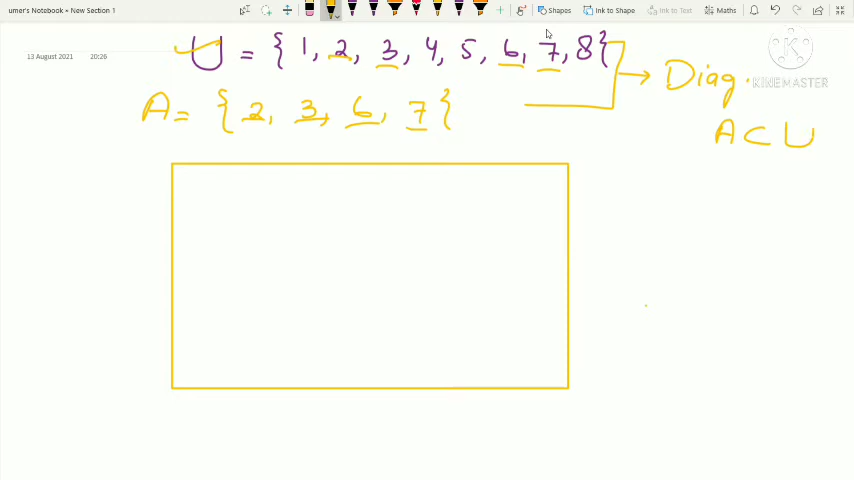 umer's Notebook » New Section 1
Shapes Ink to Shape Ink to Text Maths
13 August 2021 20:26
U = {1, 2, 3, 4, 5, 6, 7, 8}
A = {2, 3, 6, 7}
→ Diag.
KINEMASTER
A ⊂ U